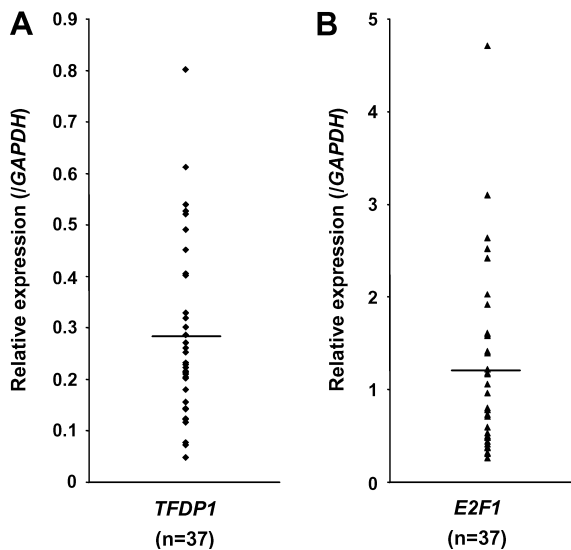 A
Relative expression (/GAPDH)
0.9
0.8
0.7
0.6
0.5
0.4
0.3
0.2
0.1
0
TFDP1
(n=37)
B
Relative expression (/GAPDH)
5
4
3
2
1
0
E2F1
(n=37)